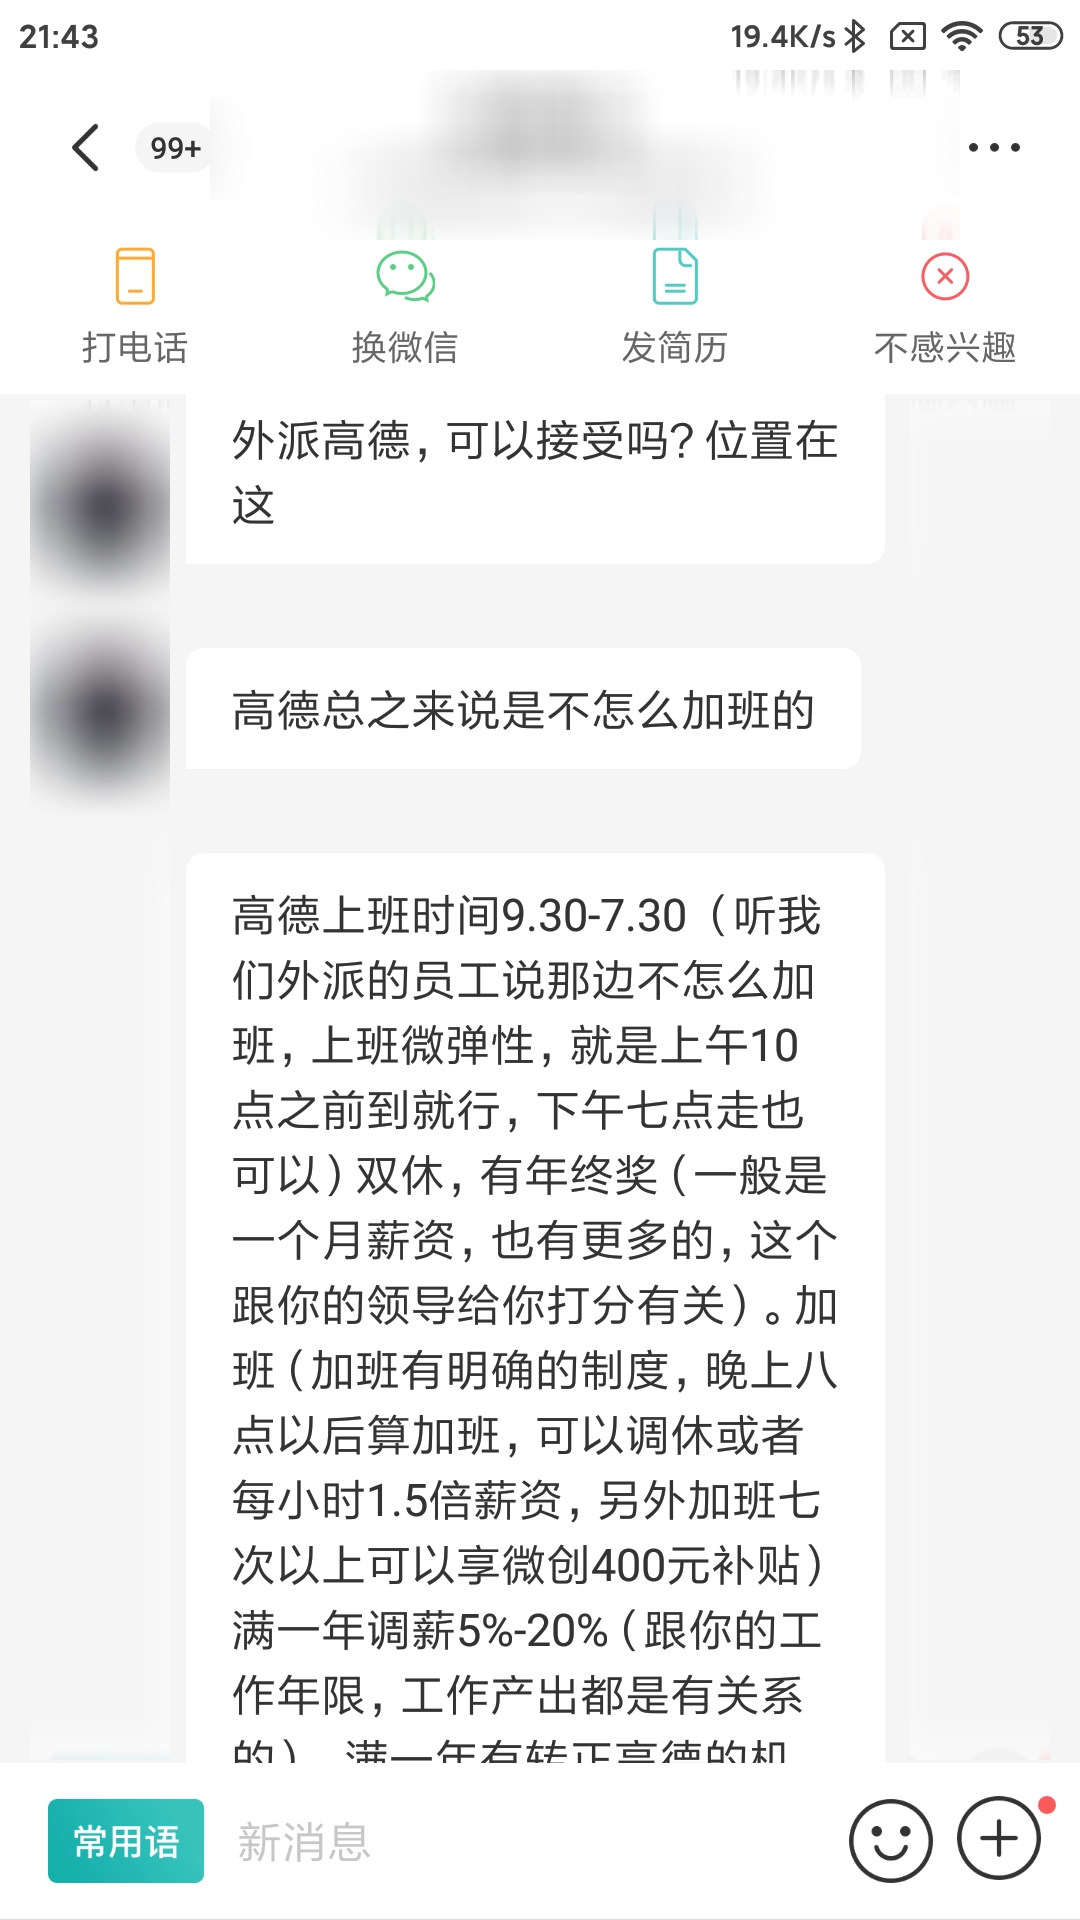 21:43
19.4K/s
53
99+
打电话
换微信
发简历
不感兴趣
外派高德，可以接受吗？位置在
这
高德总之来说是不怎么加班的
高德上班时间9.30-7.30（听我
们外派的员工说那边不怎么加
班，上班微弹性，就是上午10
点之前到就行，下午七点走也
可以）双休，有年终奖（一般是
一个月薪资，也有更多的，这个
跟你的领导给你打分有关）。加
班（加班有明确的制度，晚上八
点以后算加班，可以调休或者
每小时1.5倍薪资，另外加班七
次以上可以享微创400元补贴）
满一年调薪5%-20%（跟你的工
作年限，工作产出都是有关系
的），满一年有转正高德的机
常用语
新消息